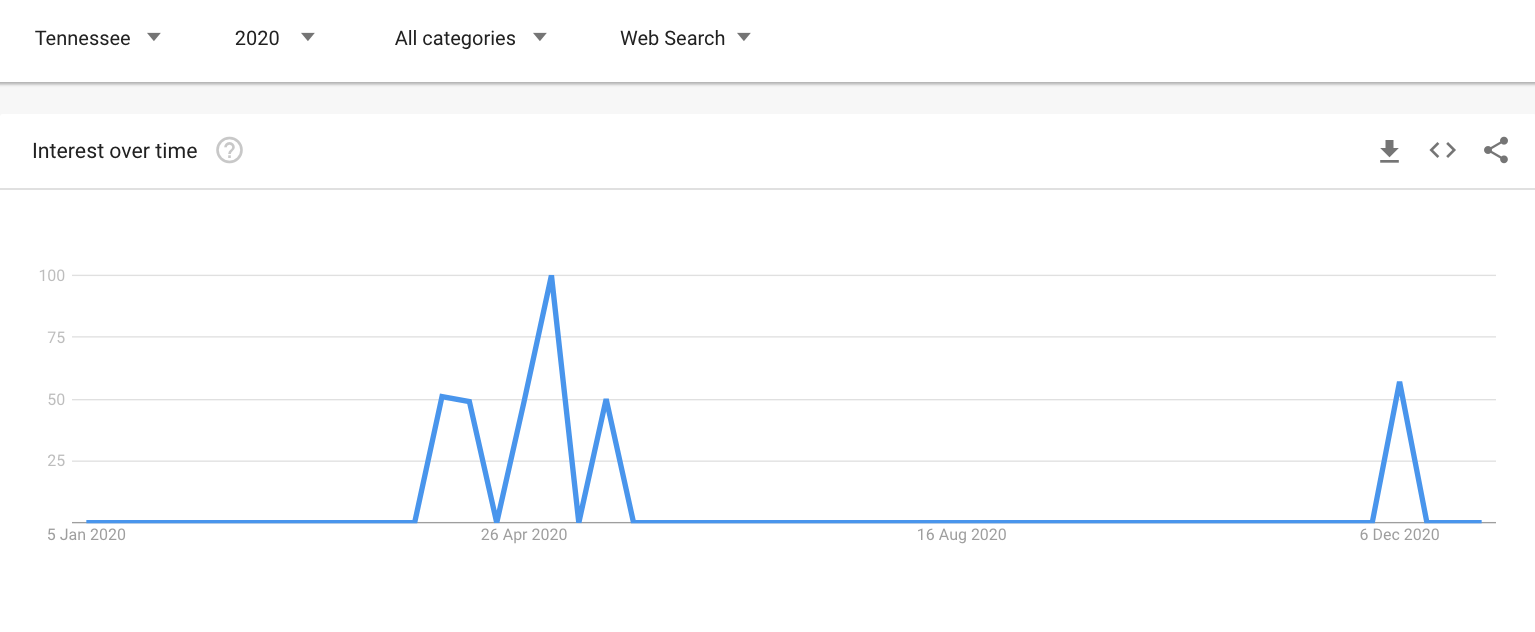 Tennessee 2020 All categories Web Search
Interest over time ?
100
75
50
25
5 Jan 2020 26 Apr 2020 16 Aug 2020 6 Dec 2020